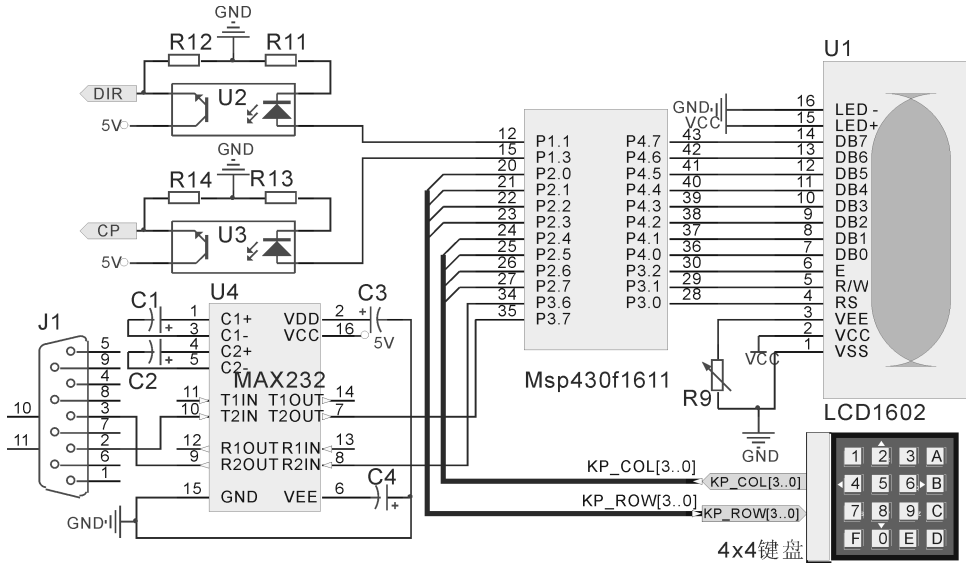 GND
R12 R11
DIR
U2
5V
GND
R14 R13
CP
U3
5V
U1
GND 16 LED -
VCC 15 LED+
14 DB7
13 DB6
12 DB5
11 DB4
10 DB3
9 DB2
8 DB1
7 DB0
6 E
5 R/W
4 RS
3 VEE
2 VCC
1 VSS
VCC
R9
GND
LCD1602
12 P1.1 P4.7 43
15 P1.3 P4.6 42
20 P2.0 P4.5 41
21 P2.1 P4.4 40
22 P2.2 P4.3 39
23 P2.3 P4.2 38
24 P2.4 P4.1 37
25 P2.5 P4.0 36
26 P2.6 P3.2 30
27 P2.7 P3.1 29
34 P3.6 P3.0 28
35 P3.7
Msp430f1611
C1 U4 C3
1 C1+ VDD 2 +
3 C1- VCC 16 5V
+
4 C2+
5 C2-
+
C2
MAX232
11 T1IN T1OUT 14
10 T2IN T2OUT 7
12 R1OUT R1IN 13
9 R2OUT R2IN 8
15 GND VEE 6
C4
+
GND
J1
5
9
4
8
10 3
7
11 2
6
1
KP_COL[3..0] KP_COL[3..0]
KP_ROW[3..0] KP_ROW[3..0]
1 2 3 A
4 5 6 B
7 8 9 C
F 0 E D
4x4键盘